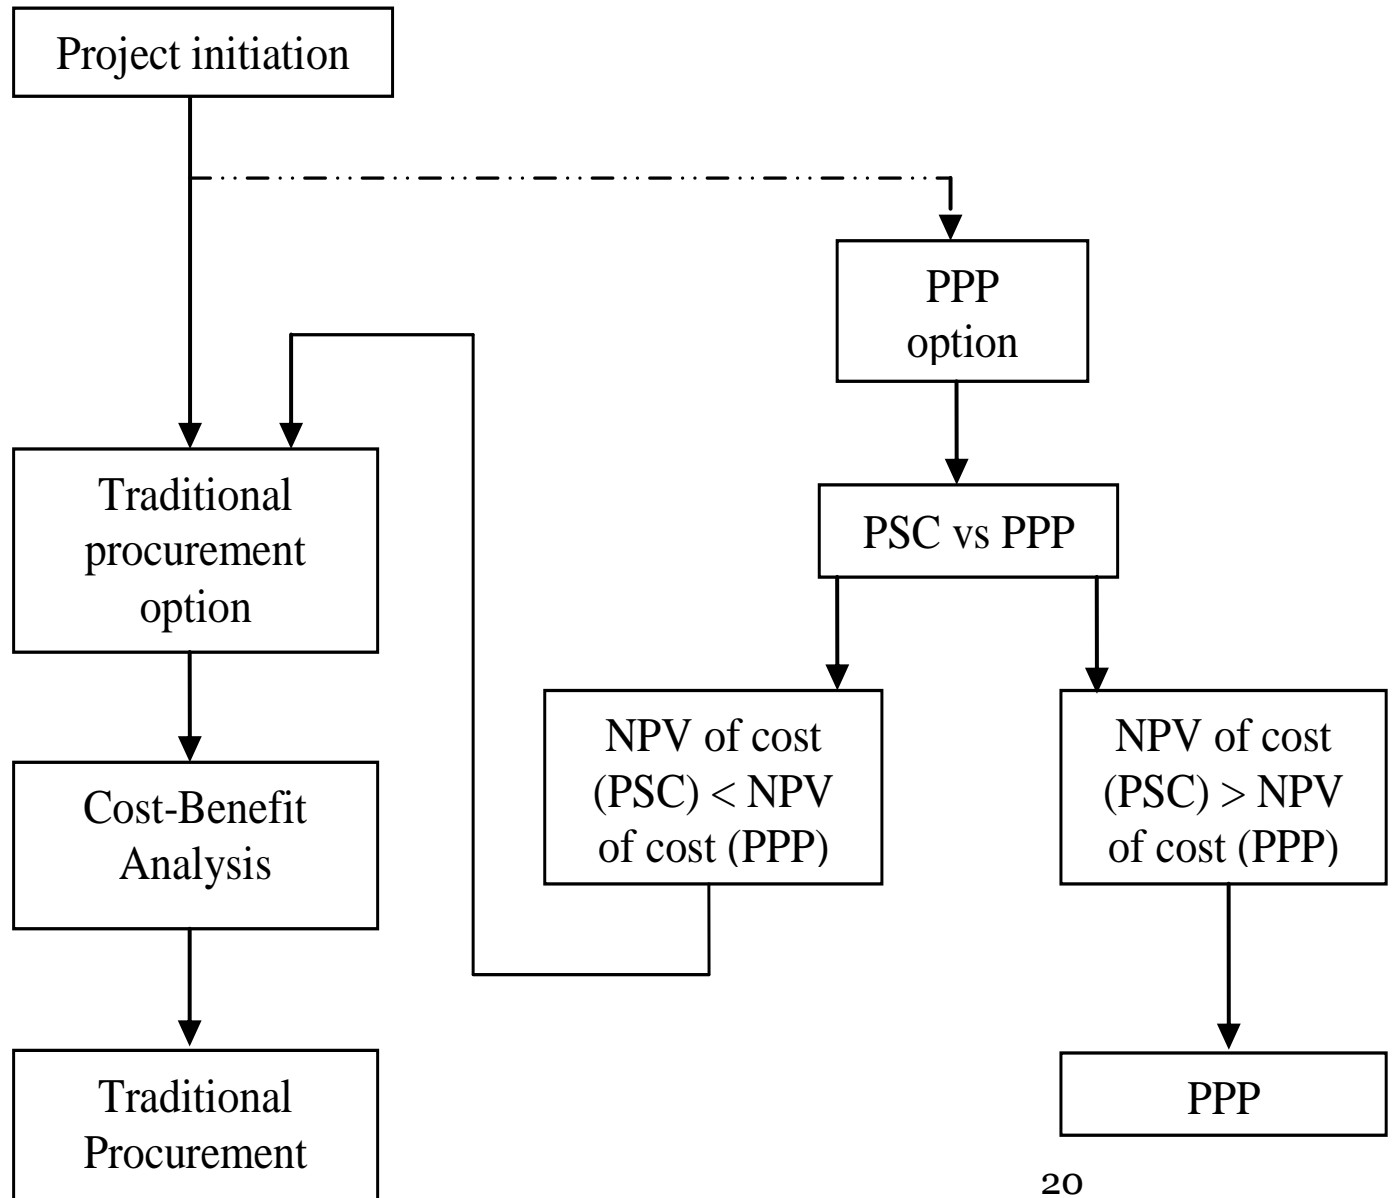 Project initiation
PPP
option
Traditional
procurement
option
PSC vs PPP
NPV of cost
(PSC) < NPV
of cost (PPP)
NPV of cost
(PSC) > NPV
of cost (PPP)
Cost-Benefit
Analysis
Traditional
Procurement
PPP
20